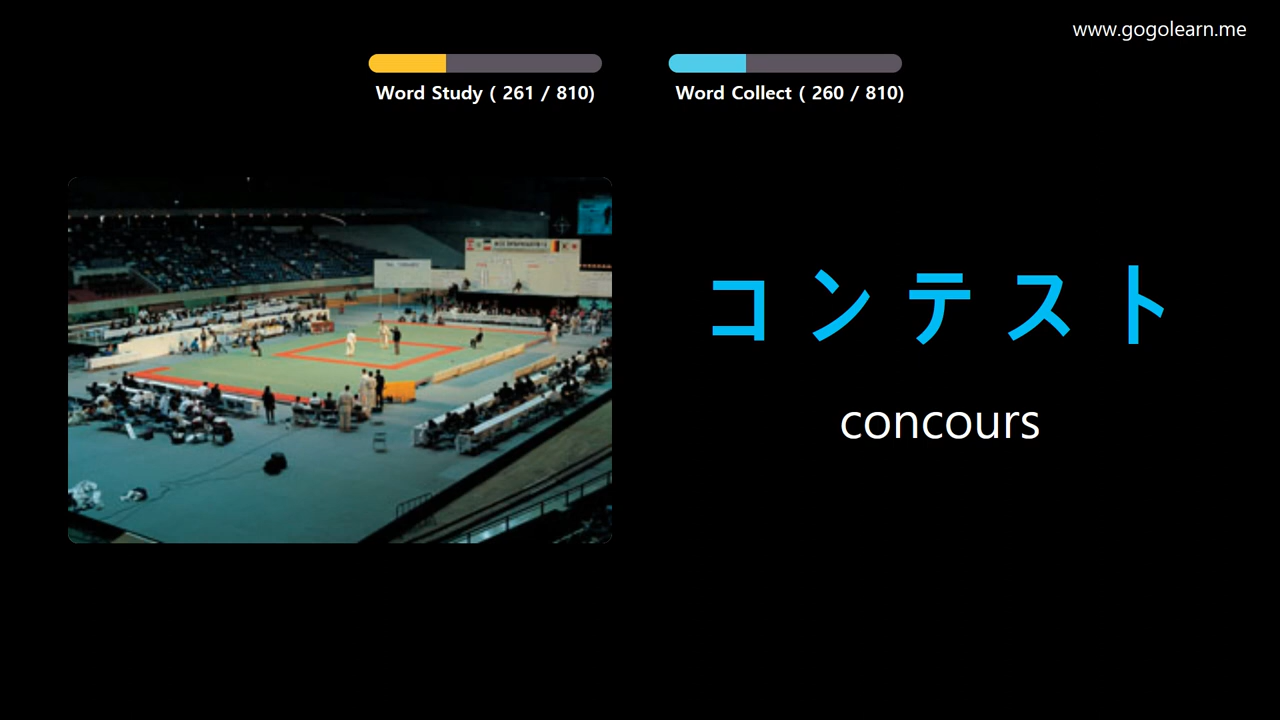 www.gogolearn.me
Word Study ( 261 / 810)
Word Collect ( 260 / 810)
コンテスト
concours